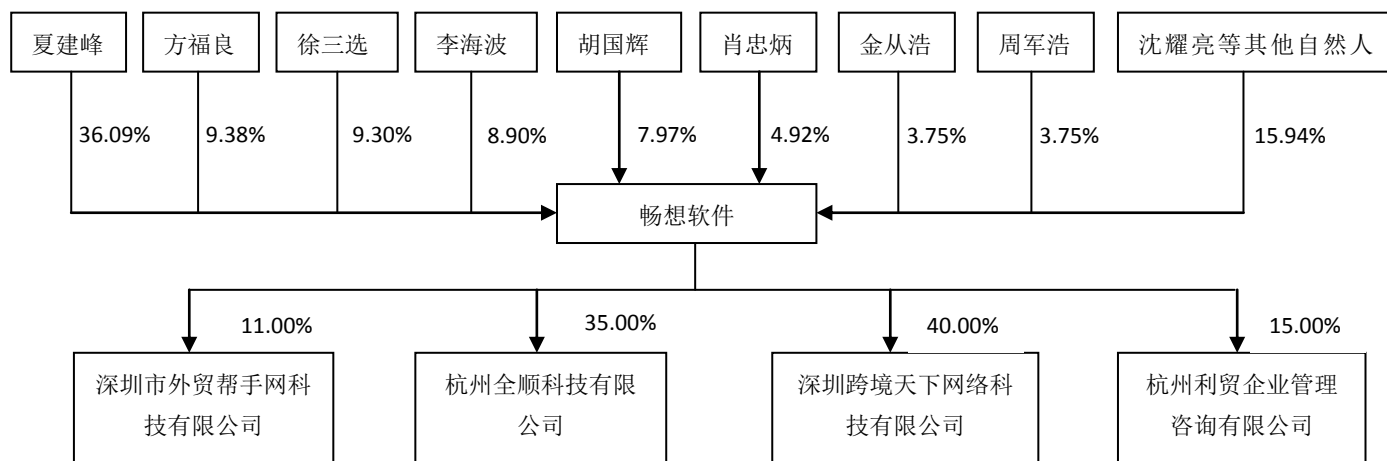 夏建峰
方福良
徐三选
李海波
胡国辉
肖忠炳
金从浩
周军浩
沈耀亮等其他自然人
36.09%
9.38%
9.30%
8.90%
7.97%
4.92%
3.75%
3.75%
15.94%
畅想软件
11.00%
35.00%
40.00%
15.00%
深圳市外贸帮手网科
技有限公司
杭州全顺科技有限
公司
深圳跨境天下网络科
技有限公司
杭州利贸企业管理
咨询有限公司